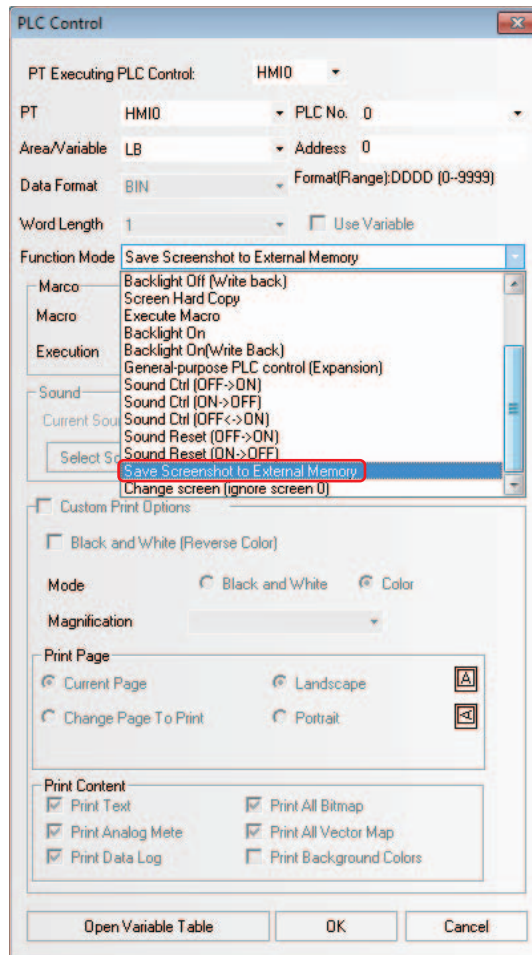 PLC Control
PT Executing PLC Control: HMI0
PT HMI0 PLC No. 0
Area/Variable LB Address 0
Data Format BIN Format(Range):DDDD (0--9999)
Word Length 1 Use Variable
Function Mode Save Screenshot to External Memory
Marco
Backlight Off (Write back)
Screen Hard Copy
Macro Execute Macro
Backlight On
Execution Backlight On(Write Back)
General-purpose PLC control (Expansion)
Sound Ctrl (OFF->ON)
Sound Sound Ctrl (ON->OFF)
Current Sou Sound Ctrl (OFF<->ON)
Sound Reset (OFF->ON)
Select So Sound Reset (ON->OFF)
Save Screenshot to External Memory
Change screen (ignore screen 0)
Custom Print Options
Black and White (Reverse Color)
Mode Black and White Color
Magnification
Print Page
Current Page Landscape A
Change Page To Print Portrait A
Print Content
Print Text Print All Bitmap
Print Analog Mete Print All Vector Map
Print Data Log Print Background Colors
Open Variable Table OK Cancel